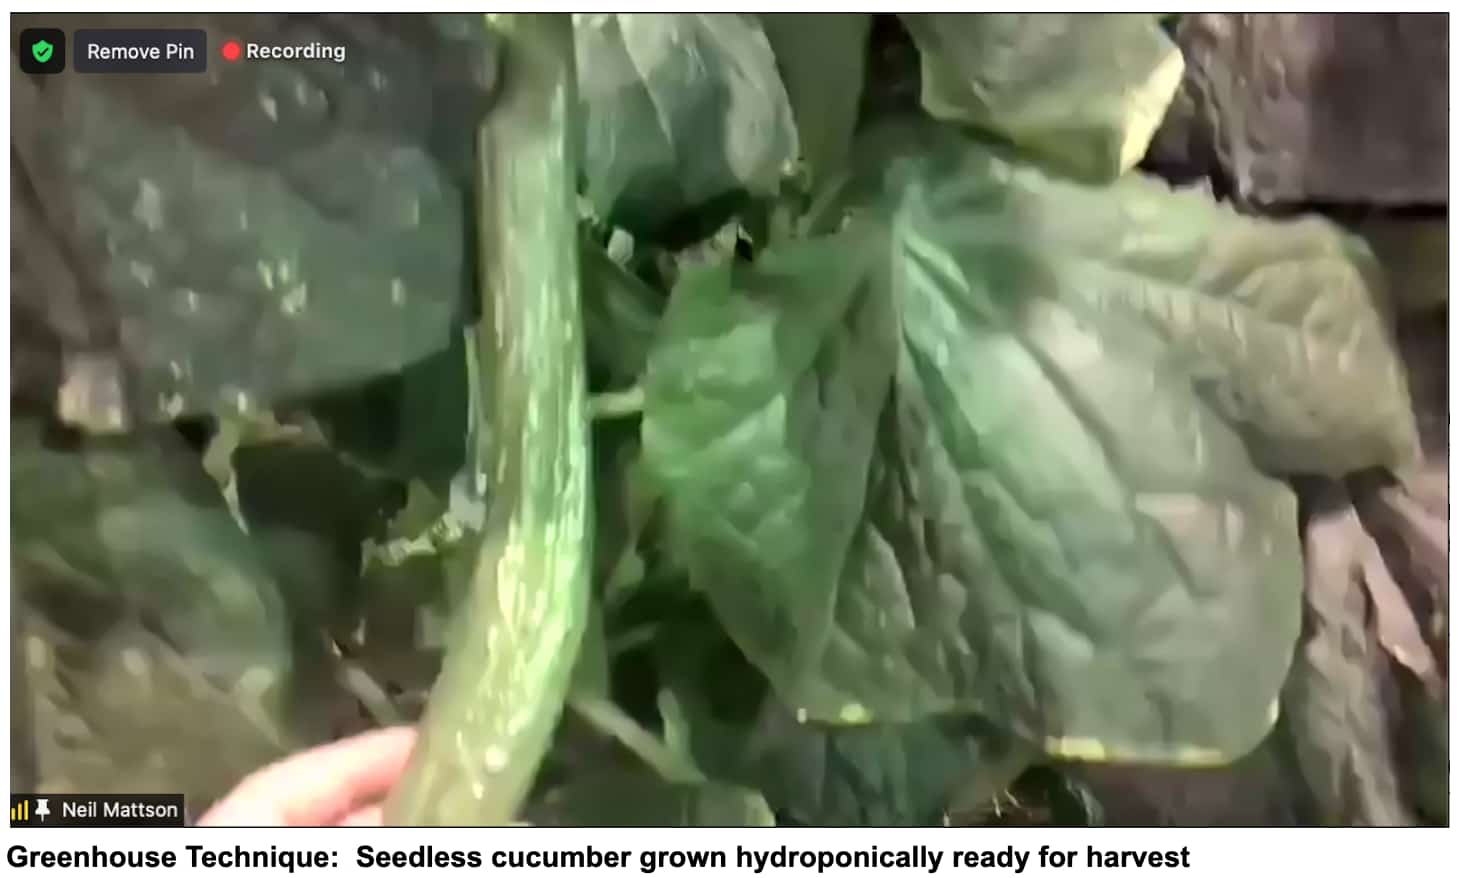 Remove Pin
Recording
Neil Mattson
Greenhouse Technique:  Seedless cucumber grown hydroponically ready for harvest